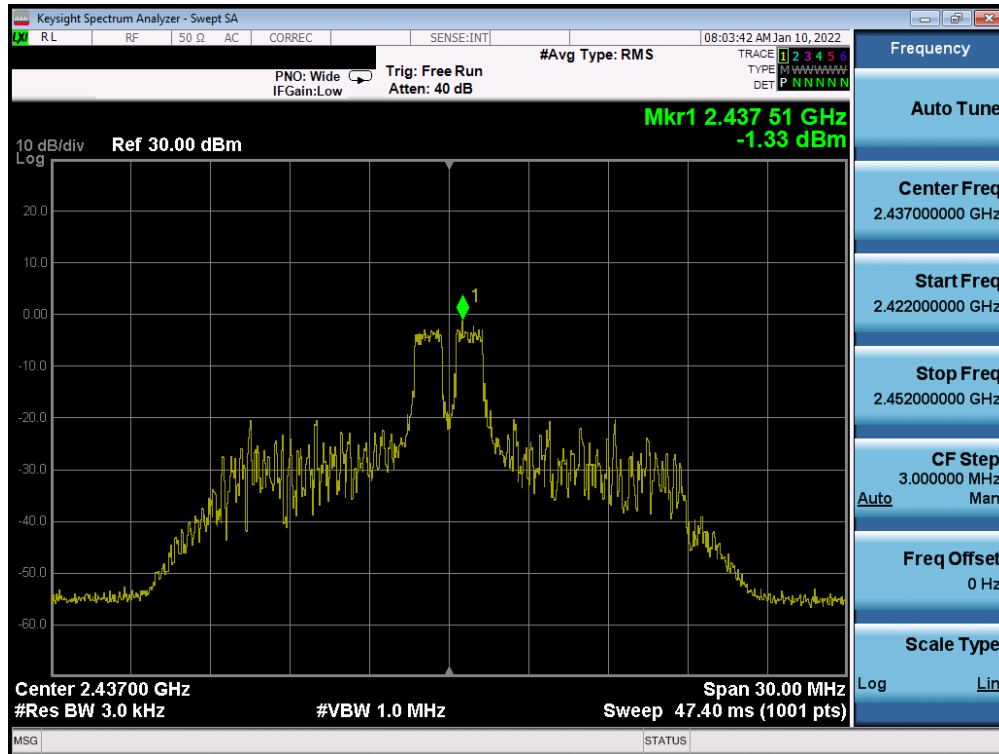 Keysight Spectrum Analyzer - Swept SA
LXI RL RF 50 Ω AC CORREC SENSE:INT 08:03:42 AM Jan 10, 2022
Frequency
#Avg Type: RMS
TRACE 1 2 3 4 5 6
TYPE M WWWWW
DET P N N N N N
PNO: Wide
IFGain:Low
Trig: Free Run
Atten: 40 dB
Mkr1 2.437 51 GHz
-1.33 dBm
10 dB/div Ref 30.00 dBm
Log
20.0
10.0
0.00
-10.0
-20.0
-30.0
-40.0
-50.0
-60.0
1
Center 2.43700 GHz Span 30.00 MHz
#Res BW 3.0 kHz #VBW 1.0 MHz Sweep 47.40 ms (1001 pts)
MSG STATUS
Auto Tune
Center Freq
2.437000000 GHz
Start Freq
2.422000000 GHz
Stop Freq
2.452000000 GHz
CF Step
3.000000 MHz
Auto Man
Freq Offset
0 Hz
Scale Type
Log Lin